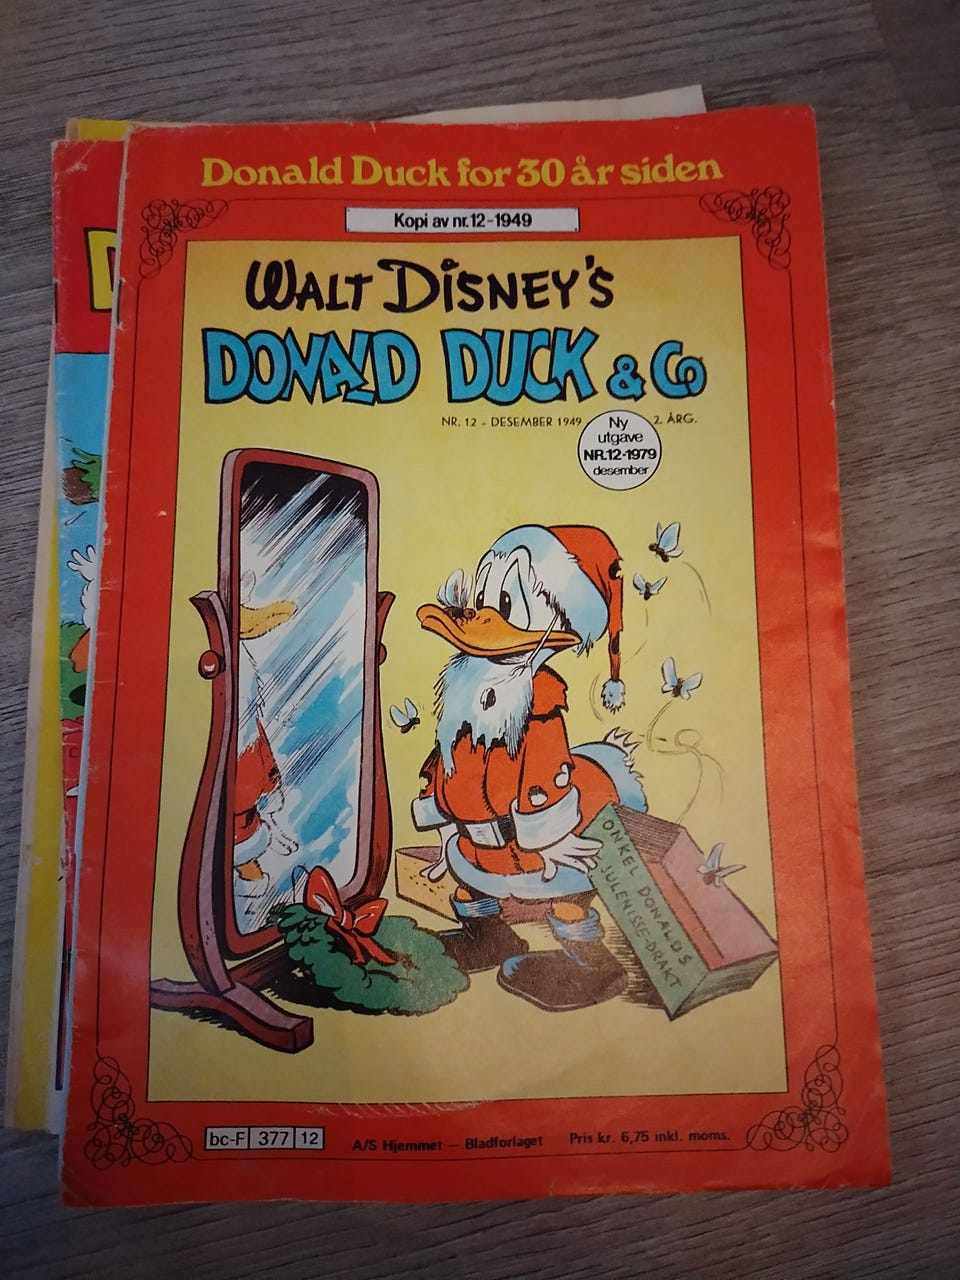 Donald Duck for 30 år siden
Kopi av nr. 12-1949
WALT DISNEY'S
DONALD DUCK & Co
NR. 12 - DESEMBER 1949
2. ÅRG.
Ny
utgave
NR.12-1979
desember
ONKEL DONALDS
JULENISSE-DRAKT
bc-F 377 12
A/S Hjemmet — Bladforlaget
Pris kr. 6,75 inkl. moms.
D